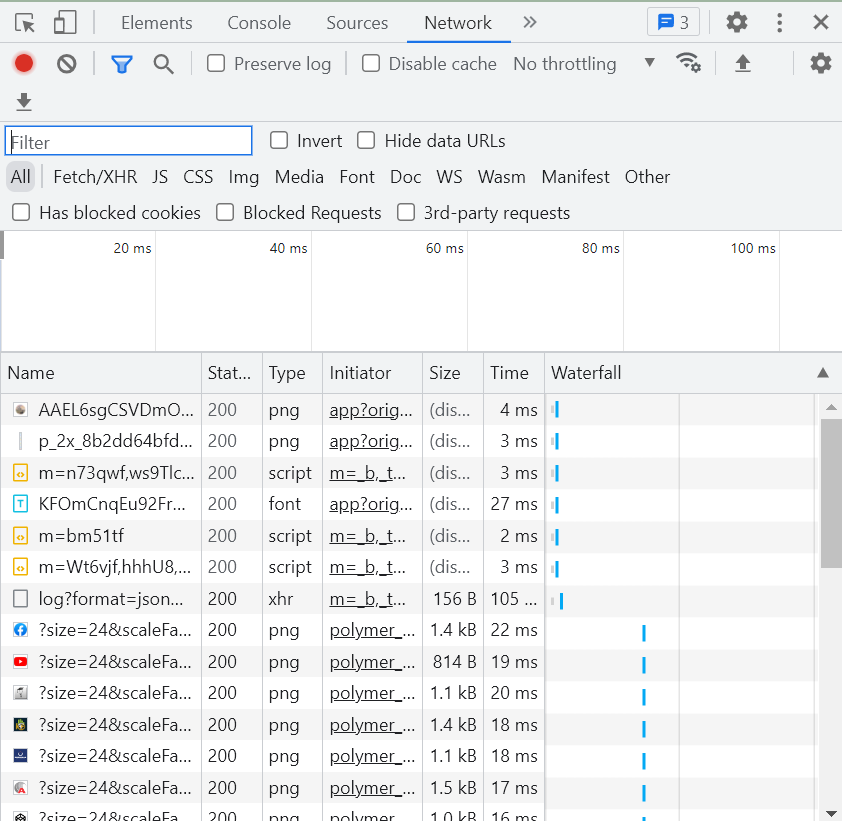 Elements Console Sources Network 3
Preserve log Disable cache No throttling
Filter Invert Hide data URLs
All Fetch/XHR JS CSS Img Media Font Doc WS Wasm Manifest Other
Has blocked cookies Blocked Requests 3rd-party requests
20 ms 40 ms 60 ms 80 ms 100 ms
Name Stat... Type Initiator Size Time Waterfall
AAEL6sgCSVDmO... 200 png app?orig... (dis... 4 ms
p_2x_8b2dd64bfd... 200 png app?orig... (dis... 3 ms
m=n73qwf,ws9Tlc... 200 script m=_b,_t... (dis... 3 ms
KFOmCnqEu92Fr... 200 font app?orig... (dis... 27 ms
m=bm51tf 200 script m=_b,_t... (dis... 2 ms
m=Wt6vjf,hhhU8,... 200 script m=_b,_t... (dis... 3 ms
log?format=json... 200 xhr m=_b,_t... 156 B 105 ...
?size=24&scaleFa... 200 png polymer_... 1.4 kB 22 ms
?size=24&scaleFa... 200 png polymer_... 814 B 19 ms
?size=24&scaleFa... 200 png polymer_... 1.1 kB 20 ms
?size=24&scaleFa... 200 png polymer_... 1.4 kB 18 ms
?size=24&scaleFa... 200 png polymer_... 1.1 kB 18 ms
?size=24&scaleFa... 200 png polymer_... 1.5 kB 17 ms
?size=24&scaleFa... 200 png polymer_... 1.0 kB 16 ms